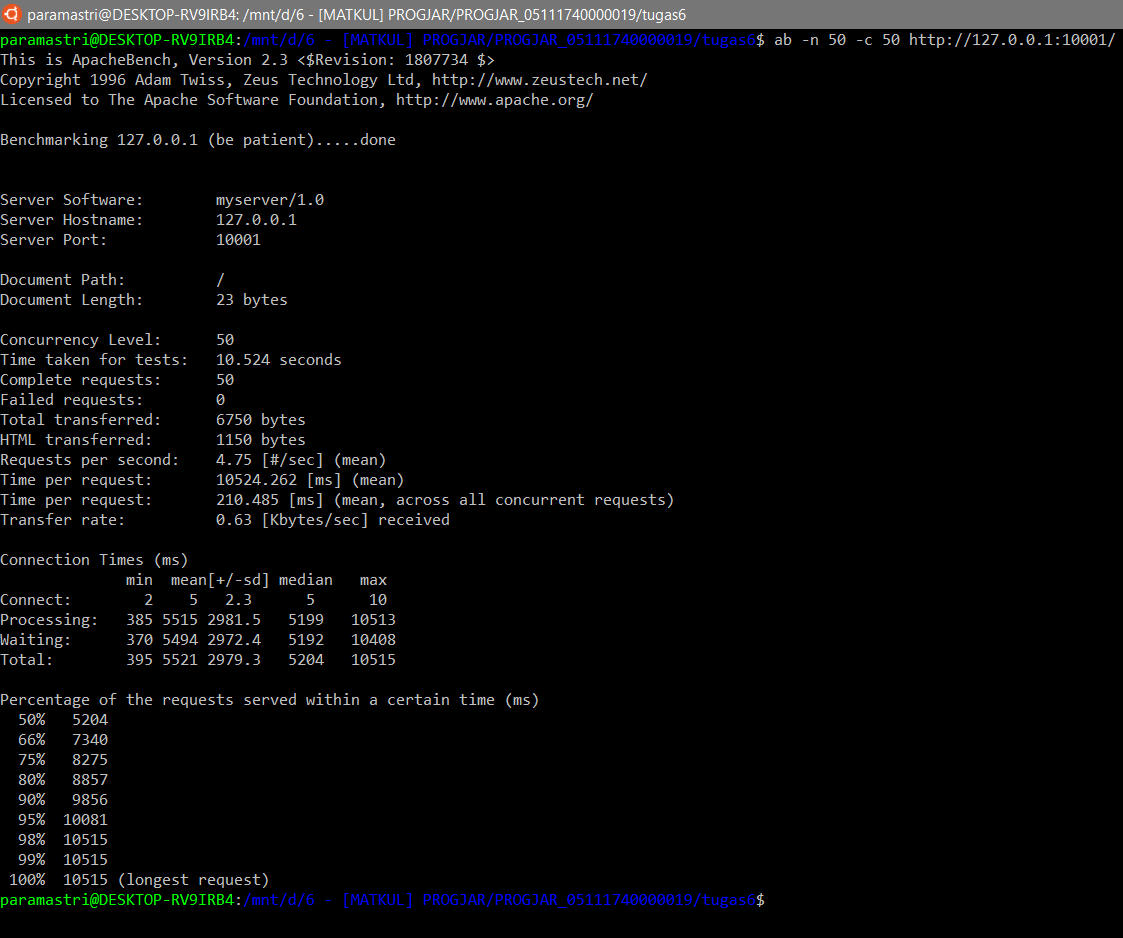 paramastri@DESKTOP-RV9IRB4: /mnt/d/6 - [MATKUL] PROGJAR/PROGJAR_05111740000019/tugas6
paramastri@DESKTOP-RV9IRB4:/mnt/d/6 - [MATKUL] PROGJAR/PROGJAR_05111740000019/tugas6$ ab -n 50 -c 50 http://127.0.0.1:10001/
This is ApacheBench, Version 2.3 <$Revision: 1807734 $>
Copyright 1996 Adam Twiss, Zeus Technology Ltd, http://www.zeustech.net/
Licensed to The Apache Software Foundation, http://www.apache.org/

Benchmarking 127.0.0.1 (be patient).....done


Server Software:        myserver/1.0
Server Hostname:        127.0.0.1
Server Port:            10001

Document Path:          /
Document Length:        23 bytes

Concurrency Level:      50
Time taken for tests:   10.524 seconds
Complete requests:      50
Failed requests:        0
Total transferred:      6750 bytes
HTML transferred:       1150 bytes
Requests per second:    4.75 [#/sec] (mean)
Time per request:       10524.262 [ms] (mean)
Time per request:       210.485 [ms] (mean, across all concurrent requests)
Transfer rate:          0.63 [Kbytes/sec] received

Connection Times (ms)
              min  mean[+/-sd] median   max
Connect:        2    5   2.3      5      10
Processing:   385 5515 2981.5   5199   10513
Waiting:      370 5494 2972.4   5192   10408
Total:        395 5521 2979.3   5204   10515

Percentage of the requests served within a certain time (ms)
  50%   5204
  66%   7340
  75%   8275
  80%   8857
  90%   9856
  95%  10081
  98%  10515
  99%  10515
 100%  10515 (longest request)
paramastri@DESKTOP-RV9IRB4:/mnt/d/6 - [MATKUL] PROGJAR/PROGJAR_05111740000019/tugas6$